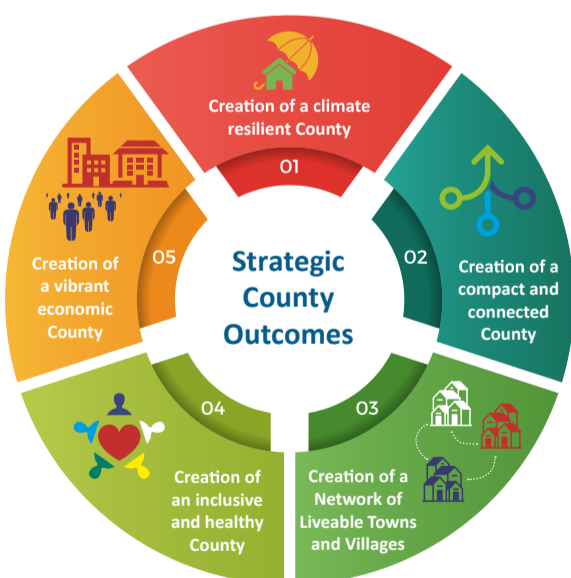 Strategic
County
Outcomes
Creation of a climate
resilient County
01
02
Creation of a
compact and
connected
County
03
Creation of a
Network of
Liveable Towns
and Villages
04
Creation of
an inclusive
and healthy
County
05
Creation of
a vibrant
economic
County